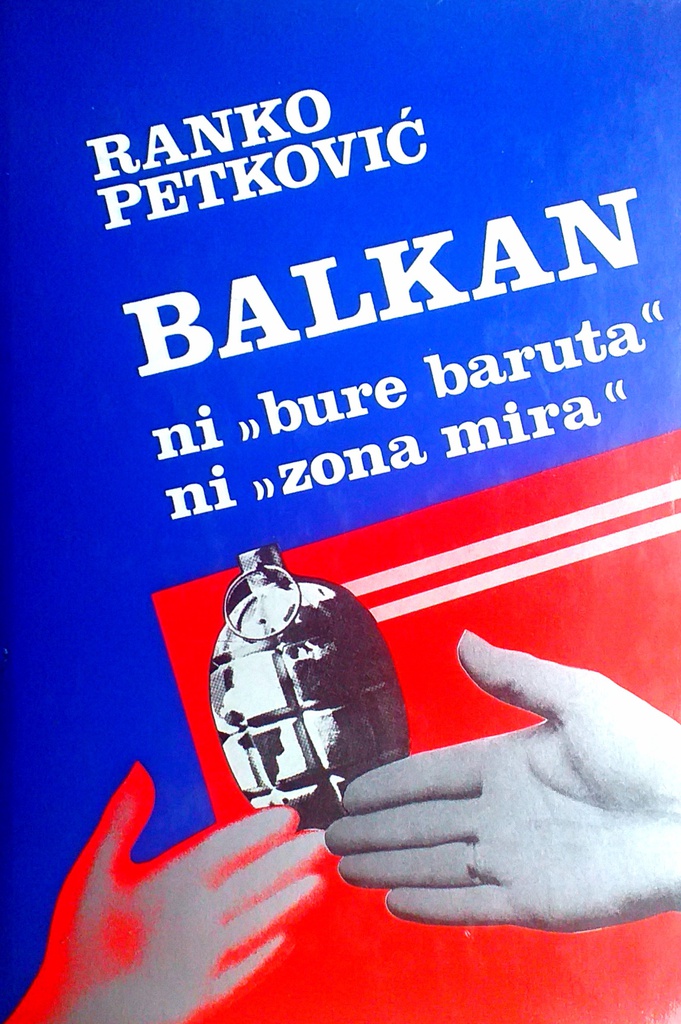 RANKO
PETKOVIĆ
BALKAN
ni »bure baruta“
ni »zona mira“